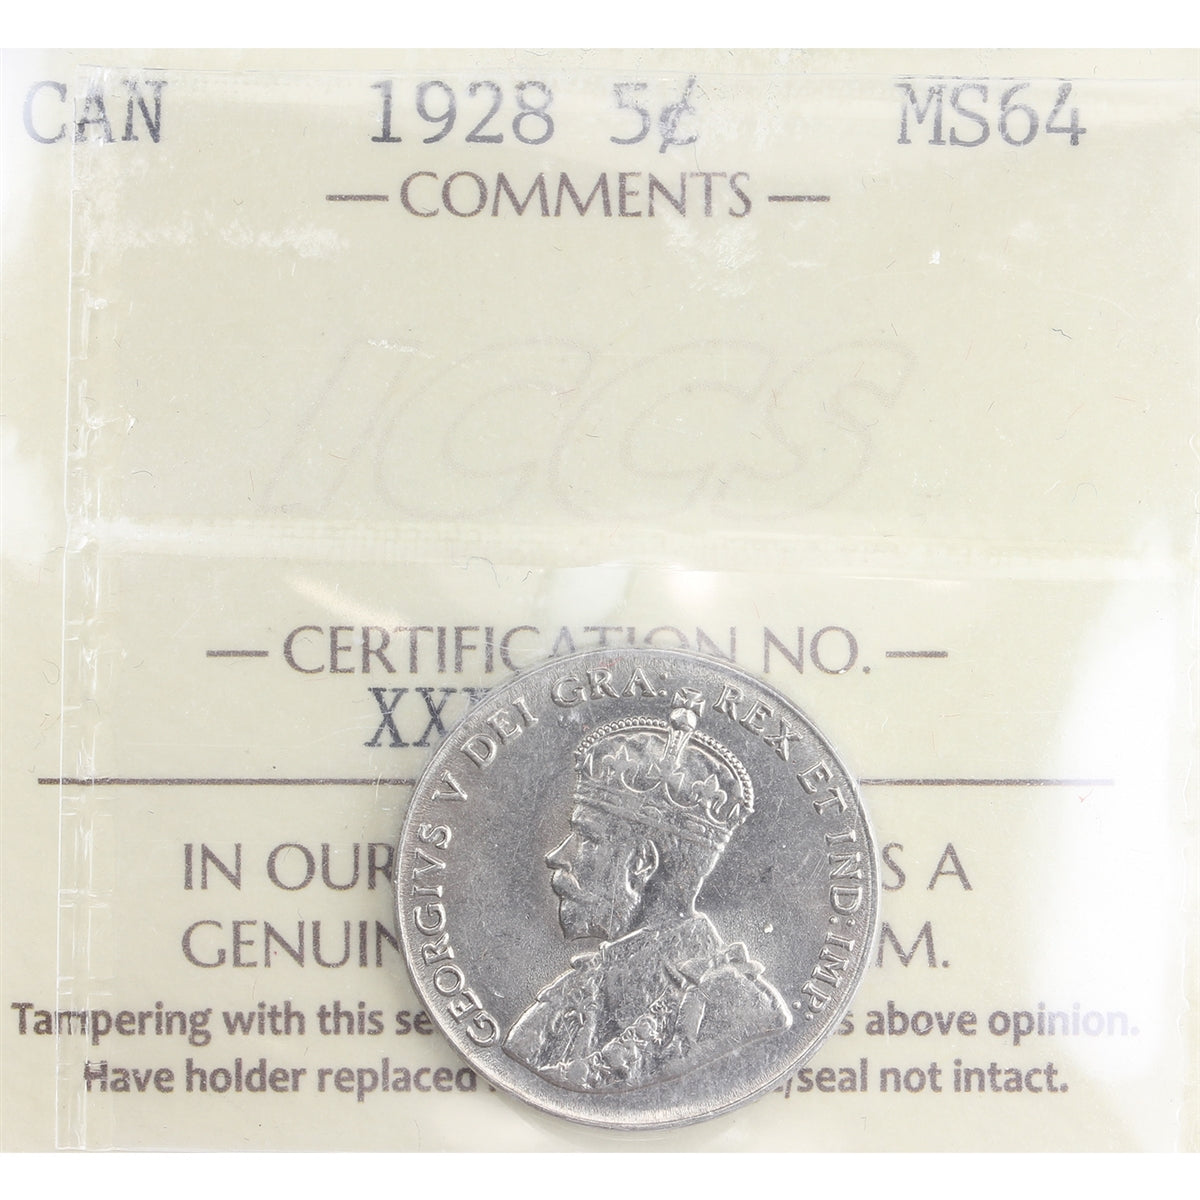 CAN 1928 5¢ MS64
— COMMENTS —
ICCS
— CERTIFICATION NO. —
XX
GEORGIVS V DEI GRA: REX ET IND: IMP:
IN OUR S A
GENUIN M.
Tampering with this se s above opinion.
Have holder replaced /seal not intact.